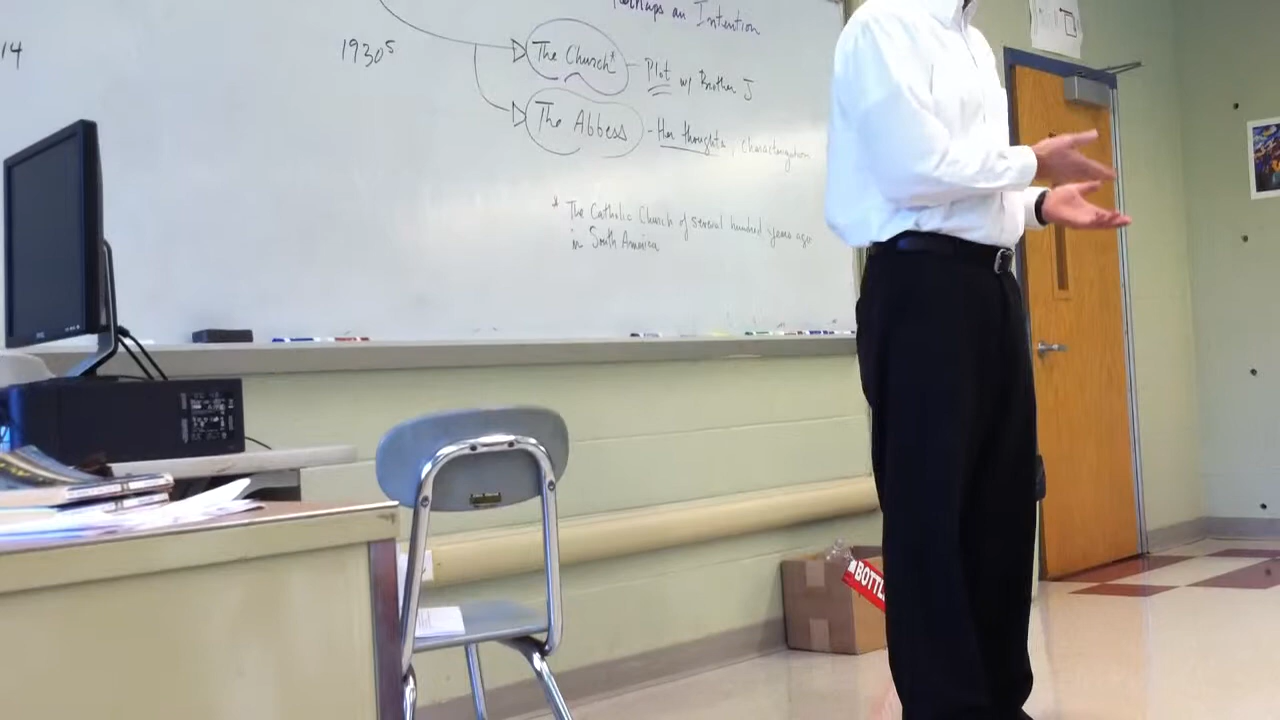 Perhaps an Intention
14
1930s
The Church*
- Plot w/ Brother J
The Abbess
- Her thoughts, characterization
* The Catholic Church of several hundred years ago
in South America
BOTTL